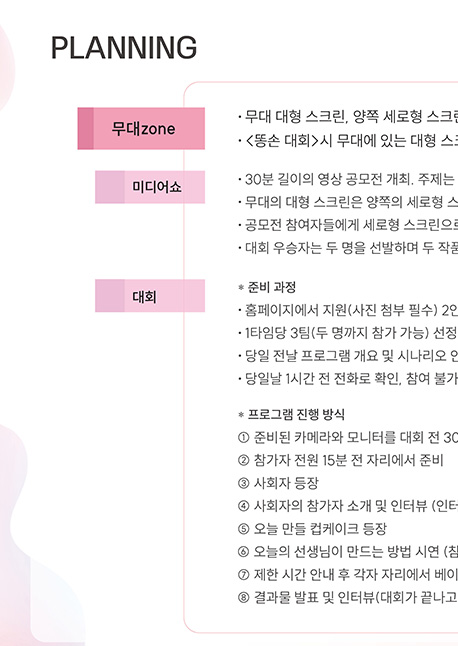 PLANNING
무대zone
• 무대 대형 스크린, 양쪽 세로형 스크린
• <똥손 대회>시 무대에 있는 대형 스크
미디어쇼
• 30분 길이의 영상 공모전 개최. 주제는
• 무대의 대형 스크린은 양쪽의 세로형 스
• 공모전 참여자들에게 세로형 스크린으로
• 대회 우승자는 두 명을 선발하며 두 작품
대회
* 준비 과정
• 홈페이지에서 지원(사진 첨부 필수) 2인
• 1타임당 3팀(두 명까지 참가 가능) 선정
• 당일 전날 프로그램 개요 및 시나리오 안
• 당일날 1시간 전 전화로 확인, 참여 불가
* 프로그램 진행 방식
① 준비된 카메라와 모니터를 대회 전 30
② 참가자 전원 15분 전 자리에서 준비
③ 사회자 등장
④ 사회자의 참가자 소개 및 인터뷰 (인터
⑤ 오늘 만들 컵케이크 등장
⑥ 오늘의 선생님이 만드는 방법 시연 (참
⑦ 제한 시간 안내 후 각자 자리에서 베이
⑧ 결과물 발표 및 인터뷰(대회가 끝나고